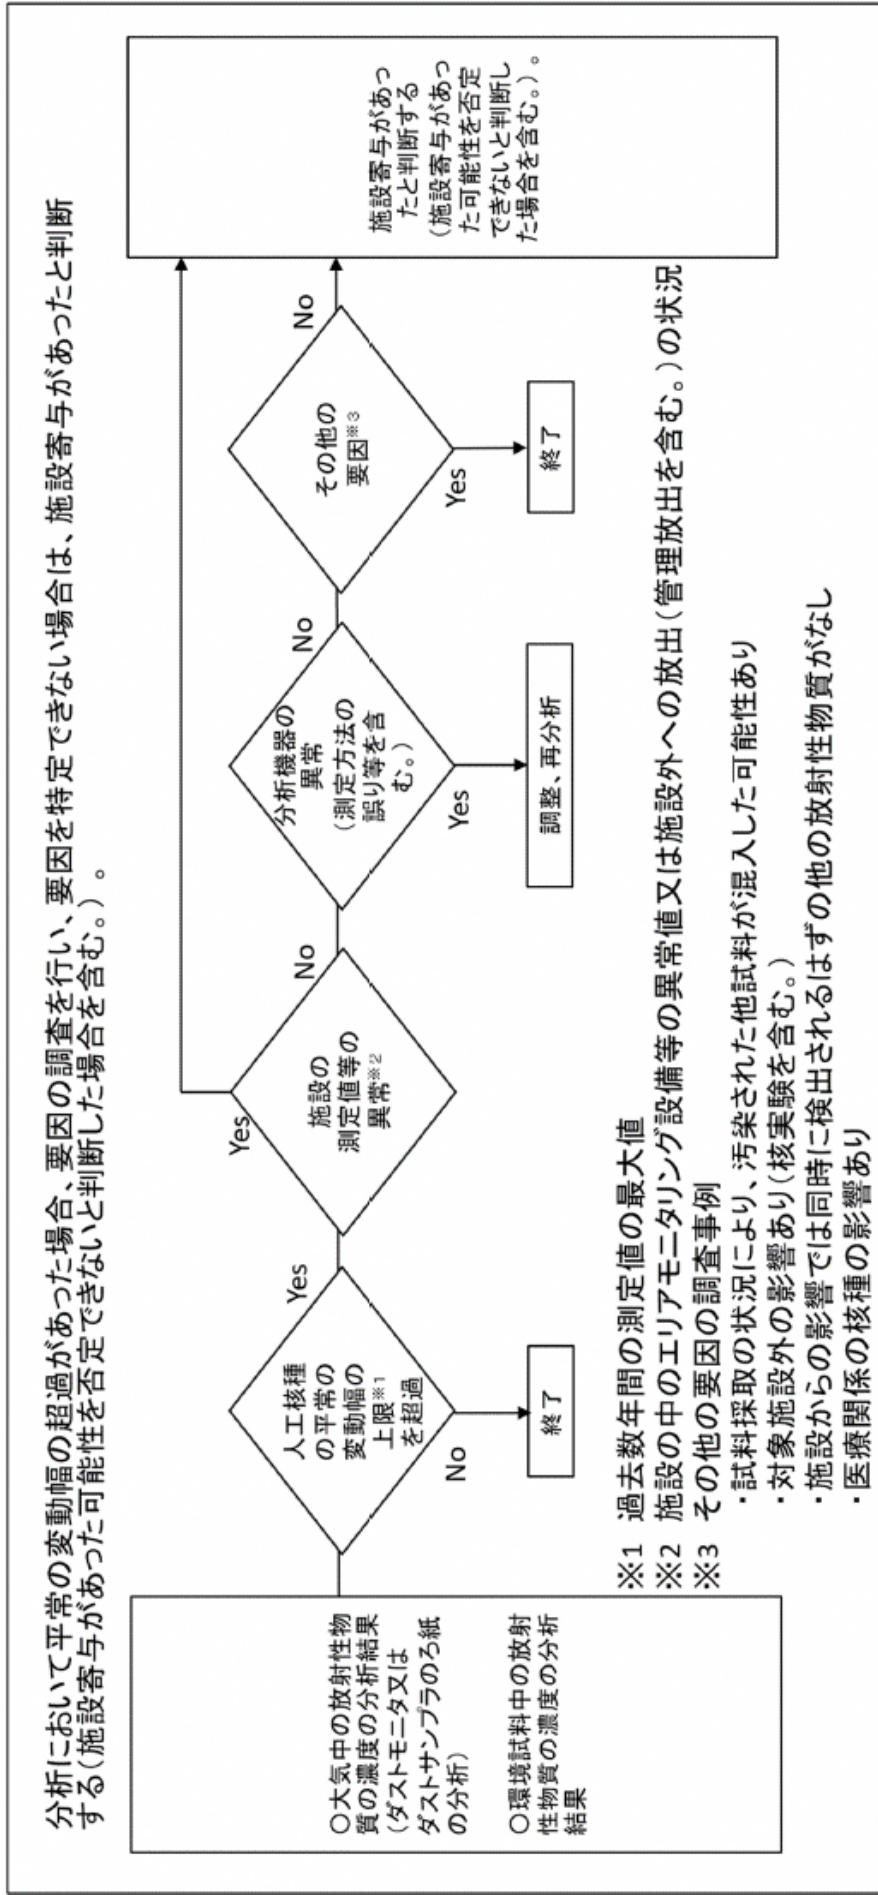 分析において平常の変動幅の超過があった場合、要因の調査を行い、要因を特定できない場合は、施設寄与があったと判断
する(施設寄与があった可能性を否定できないと判断した場合を含む。)。
○大気中の放射性物
質の濃度の分析結果
(ダストモニタ又は
ダストサンプラのろ紙
の分析)
○環境試料中の放射
性物質の濃度の分析
結果
人工核種
の平常の
変動幅の
上限※1
を超過
Yes
No
終了
施設の
測定値等の
異常※2
Yes
No
分析機器の
異常
(測定方法の
誤り等を含
む。)
No
Yes
調整、再分析
その他の
要因※3
No
Yes
終了
施設寄与があっ
たと判断する
(施設寄与があっ
た可能性を否定
できないと判断し
た場合を含む。)。
※1 過去数年間の測定値の最大値
※2 施設の中のエリアモニタリング設備等の異常値又は施設外への放出(管理放出を含む。)の状況
※3 その他の要因の調査事例
・試料採取の状況により、汚染された他試料が混入した可能性あり
・対象施設外の影響あり(核実験を含む。)
・施設からの影響では同時に検出されるはずの他の放射性物質がなし
・医療関係の核種の影響あり